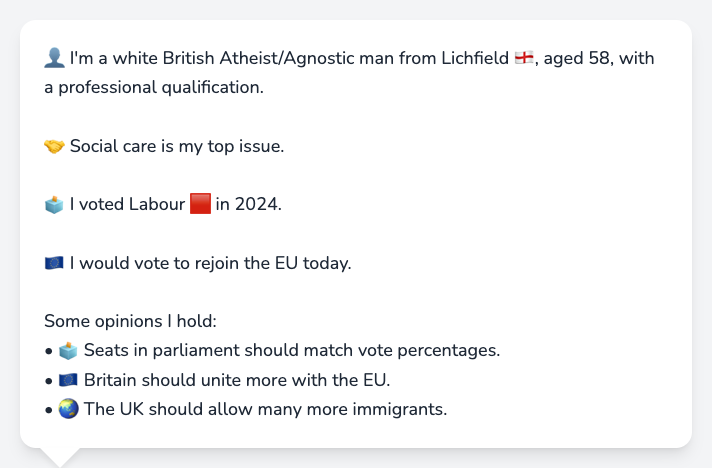 👤 I'm a white British Atheist/Agnostic man from Lichfield 🏴󠁧󠁢󠁥󠁮󠁧󠁿, aged 58, with
a professional qualification.
🤝 Social care is my top issue.
🗳️ I voted Labour 🟥 in 2024.
🇪🇺 I would vote to rejoin the EU today.
Some opinions I hold:
• 🗳️ Seats in parliament should match vote percentages.
• 🇪🇺 Britain should unite more with the EU.
• 🌏 The UK should allow many more immigrants.